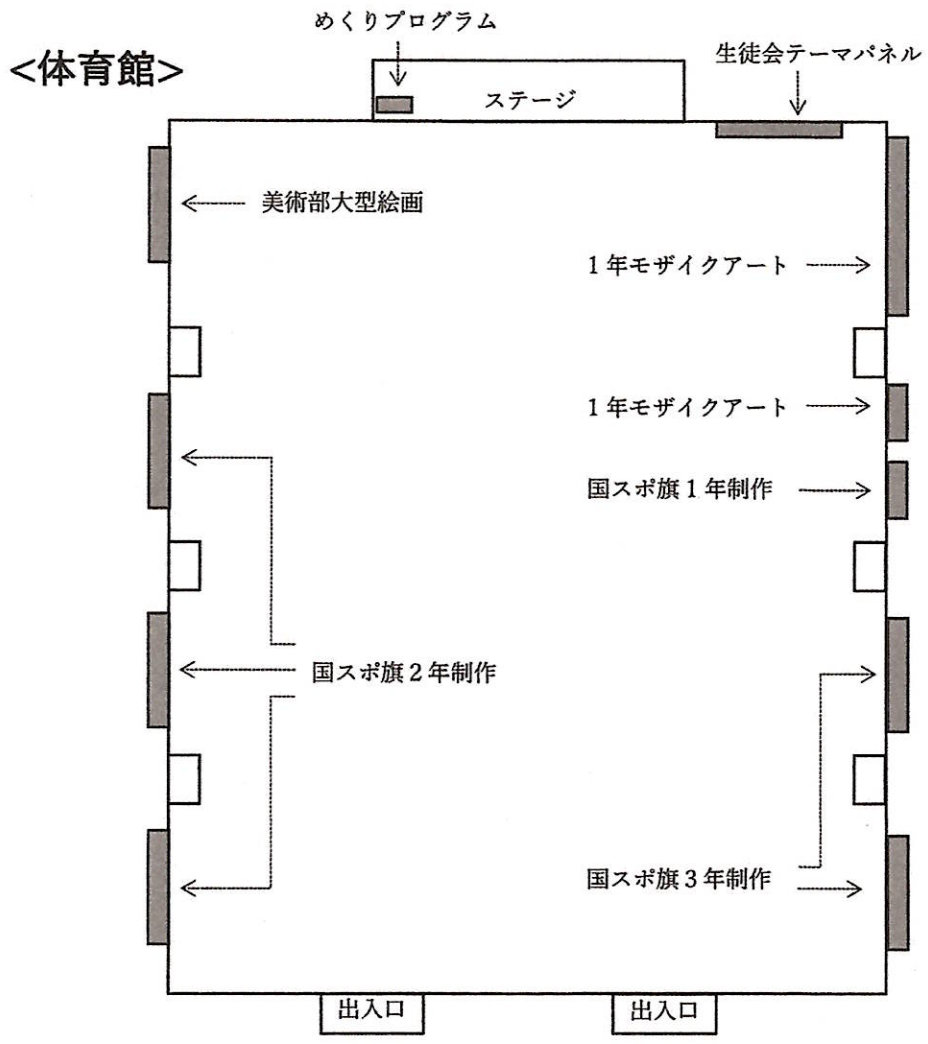 めくりプログラム
<体育館>
生徒会テーマパネル
ステージ
美術部大型絵画
1年モザイクアート
1年モザイクアート
国スポ旗1年制作
国スポ旗2年制作
国スポ旗3年制作
出入口
出入口